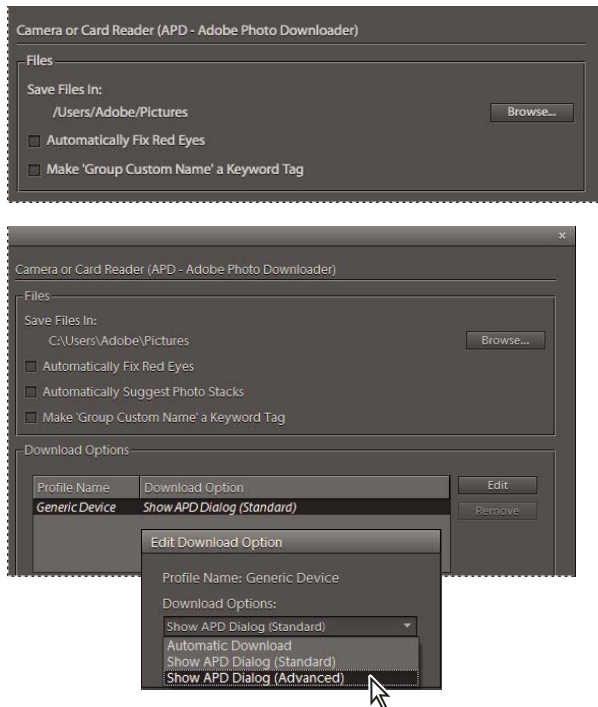 Camera or Card Reader (APD - Adobe Photo Downloader)
Files
Save Files In:
/Users/Adobe/Pictures
Browse...
Automatically Fix Red Eyes
Make 'Group Custom Name' a Keyword Tag
×
Camera or Card Reader (APD - Adobe Photo Downloader)
Files
Save Files In:
C:\Users\Adobe\Pictures
Browse...
Automatically Fix Red Eyes
Automatically Suggest Photo Stacks
Make 'Group Custom Name' a Keyword Tag
Download Options
Profile Name Download Option
Edit
Generic Device Show APD Dialog (Standard)
Remove
Edit Download Option
Profile Name: Generic Device
Download Options:
Show APD Dialog (Standard)
Automatic Download
Show APD Dialog (Standard)
Show APD Dialog (Advanced)